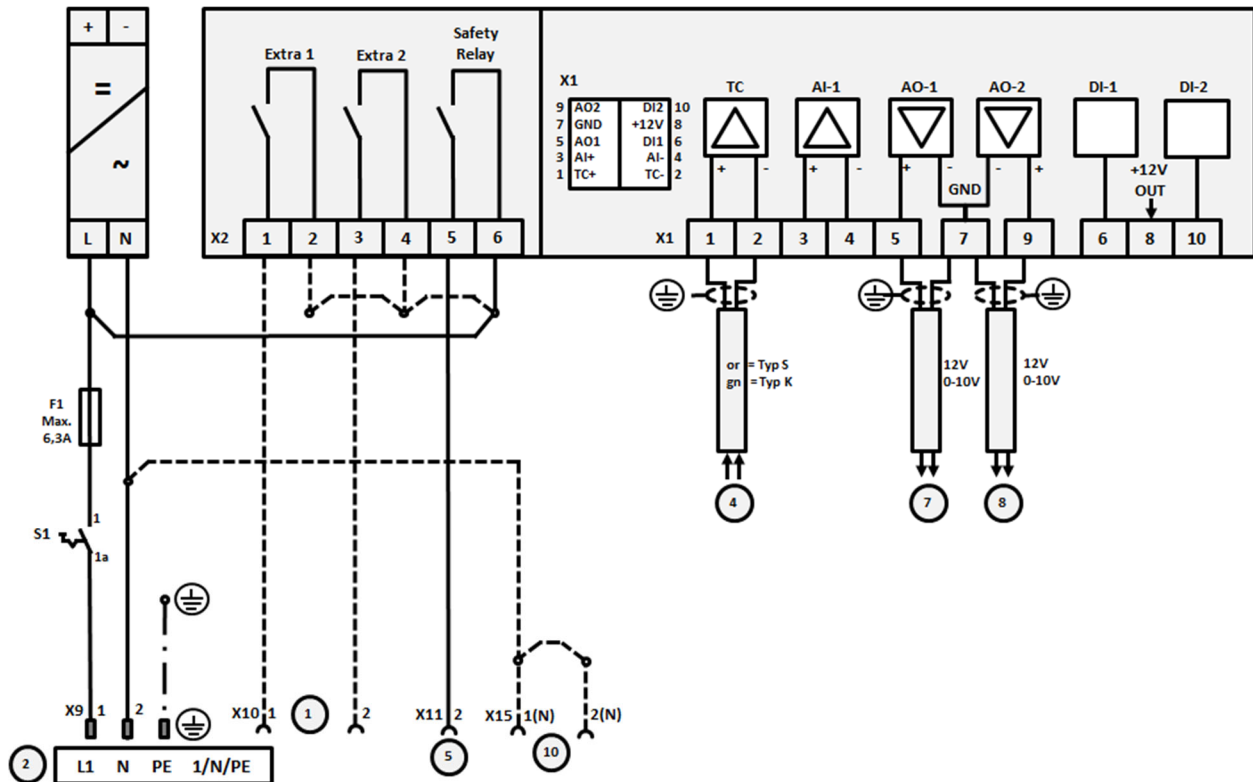 + -
=
~
L N
Extra 1 Extra 2 Safety
Relay
X2 1 2 3 4 5 6
X1
9 AO2 DI2 10
7 GND +12V 8
5 AO1 DI1 6
3 AI+ AI- 4
1 TC+ TC- 2
TC AI-1 AO-1 AO-2 DI-1 DI-2
+ - + - + - - +
GND
+12V
OUT
X1 1 2 3 4 5 7 9 6 8 10
or = Typ S
gn = Typ K
12V
0-10V
12V
0-10V
4 7 8
F1
Max.
6,3A
S1
1
1a
X9 1 2
X10 1 1 2
X11 2
5
X15 1(N) 2(N)
10
2 L1 N PE 1/N/PE